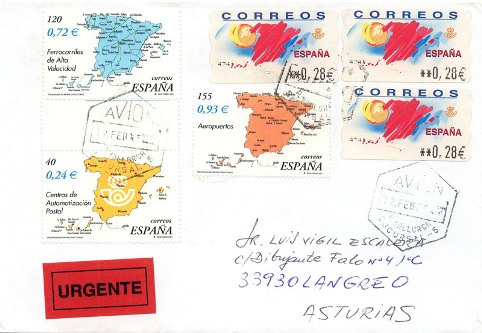 120
0,72 €
Ferrocarriles de
Alta
Velocidad
correos
ESPAÑA
CORREOS
ESPAÑA
**0,28€
CORREOS
ESPAÑA
**0,28€
155
0,93 €
Aeropuertos
correos
ESPAÑA
ESPAÑA
**0,28€
AVION
40
0,24 €
Centros de
Automatización
Postal
correos
ESPAÑA
AVION
URGENTE
Sr. LUIS VIGIL ESCALERA
c/Dibujante Falo nº 4, 1ºC
33930 LANGREO
ASTURIAS